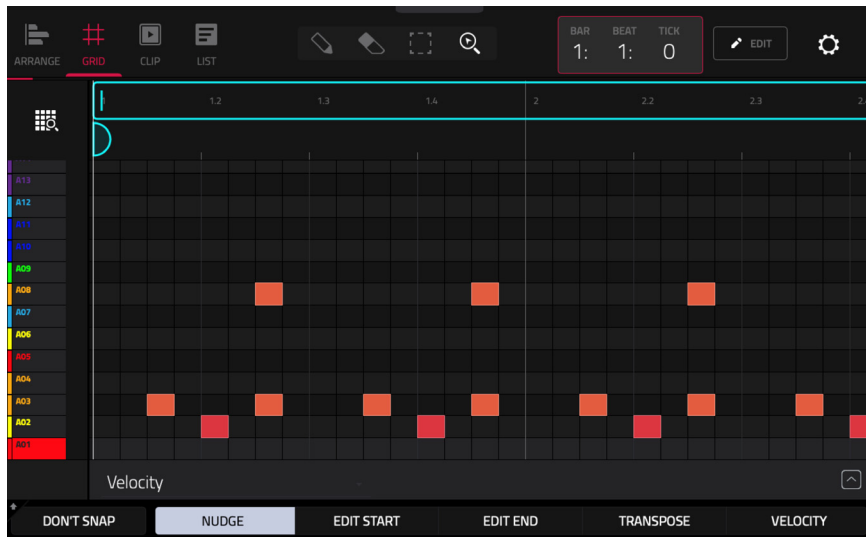 BAR BEAT TICK
1: 1: 0
EDIT
ARRANGE GRID CLIP LIST
1.2 1.3 1.4 2 2.2 2.3
A13
A12
A11
A10
A09
A08
A07
A06
A05
A04
A03
A02
A01
Velocity
DON'T SNAP NUDGE EDIT START EDIT END TRANSPOSE VELOCITY